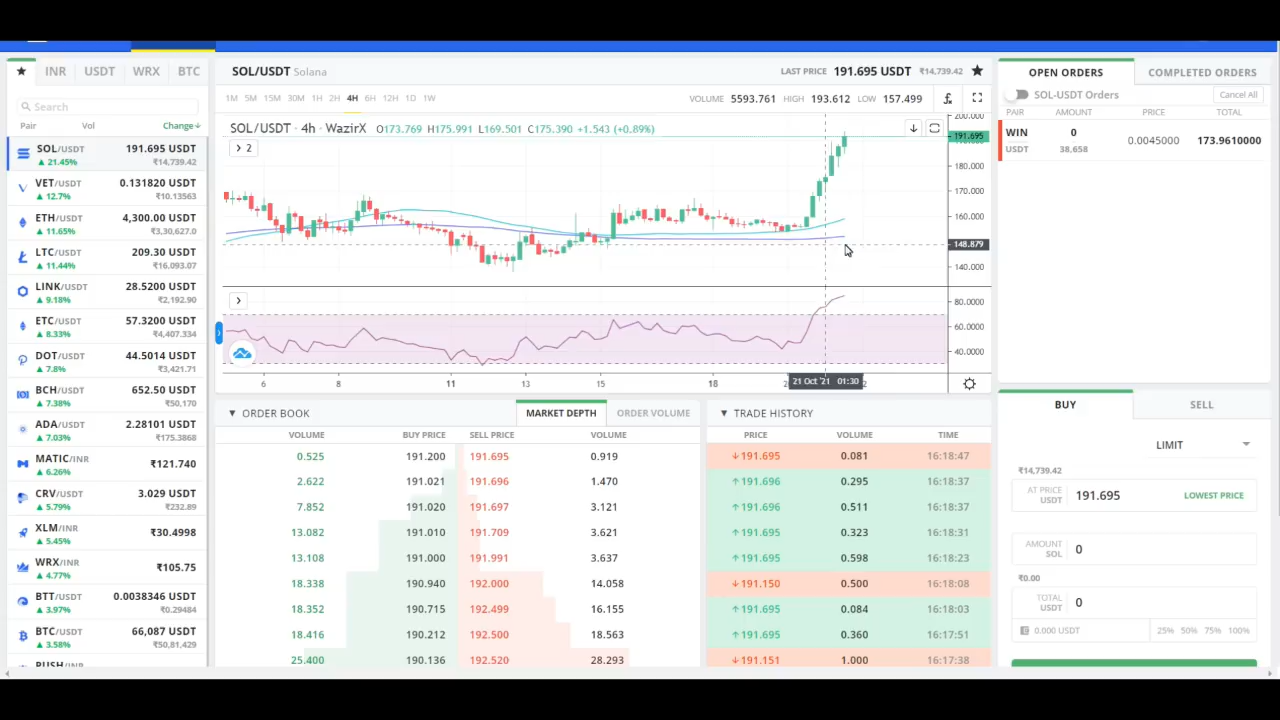 INR USDT WRX BTC
Search
Pair Vol Change
SOL/USDT 191.695 USDT
21.45% ₹14,739.42
VET/USDT 0.131820 USDT
12.7% ₹10.13563
ETH/USDT 4,300.00 USDT
11.65% ₹3,30,627.0
LTC/USDT 209.30 USDT
11.44% ₹16,093.07
LINK/USDT 28.5200 USDT
9.18% ₹2,192.90
ETC/USDT 57.3200 USDT
8.33% ₹4,407.334
DOT/USDT 44.5014 USDT
7.8% ₹3,421.71
BCH/USDT 652.50 USDT
7.38% ₹50,170
ADA/USDT 2.28101 USDT
7.03% ₹175.3868
MATIC/INR ₹121.740
6.26%
CRV/USDT 3.029 USDT
5.79% ₹232.89
XLM/INR ₹30.4998
5.45%
WRX/INR ₹105.75
4.77%
BTT/USDT 0.0038346 USDT
3.97% ₹0.29484
BTC/USDT 66,087 USDT
3.58% ₹50,81,429
SOL/USDT Solana LAST PRICE 191.695 USDT ₹14,739.42
1M 5M 15M 30M 1H 2H 4H 6H 12H 1D 1W VOLUME 5593.761 HIGH 193.612 LOW 157.499
SOL/USDT · 4h · WazirX O173.769 H175.991 L169.501 C175.390 +1.543 (+0.89%)
2
200.000
191.695
180.000
170.000
160.000
148.879
140.000
80.0000
60.0000
40.0000
6 8 11 13 15 18 21 Oct '21 01:30
ORDER BOOK MARKET DEPTH ORDER VOLUME
VOLUME BUY PRICE SELL PRICE VOLUME
0.525 191.200 191.695 0.919
2.622 191.021 191.696 1.470
7.852 191.020 191.697 3.121
13.082 191.010 191.709 3.621
13.108 191.000 191.991 3.637
18.338 190.940 192.000 14.058
18.352 190.715 192.499 16.155
18.416 190.212 192.500 18.563
25.400 190.136 192.520 28.293
TRADE HISTORY
PRICE VOLUME TIME
191.695 0.081 16:18:47
191.696 0.295 16:18:37
191.696 0.511 16:18:37
191.695 0.323 16:18:31
191.695 0.598 16:18:23
191.150 0.500 16:18:08
191.695 0.084 16:18:03
191.695 0.360 16:17:51
191.151 1.000 16:17:38
OPEN ORDERS COMPLETED ORDERS
SOL-USDT Orders Cancel All
PAIR AMOUNT PRICE TOTAL
WIN 0 0.0045000 173.9610000
USDT 38,658
BUY SELL
LIMIT
₹14,739.42
AT PRICE USDT 191.695 LOWEST PRICE
AMOUNT SOL 0
₹0.00
TOTAL USDT 0
0.000 USDT 25% 50% 75% 100%